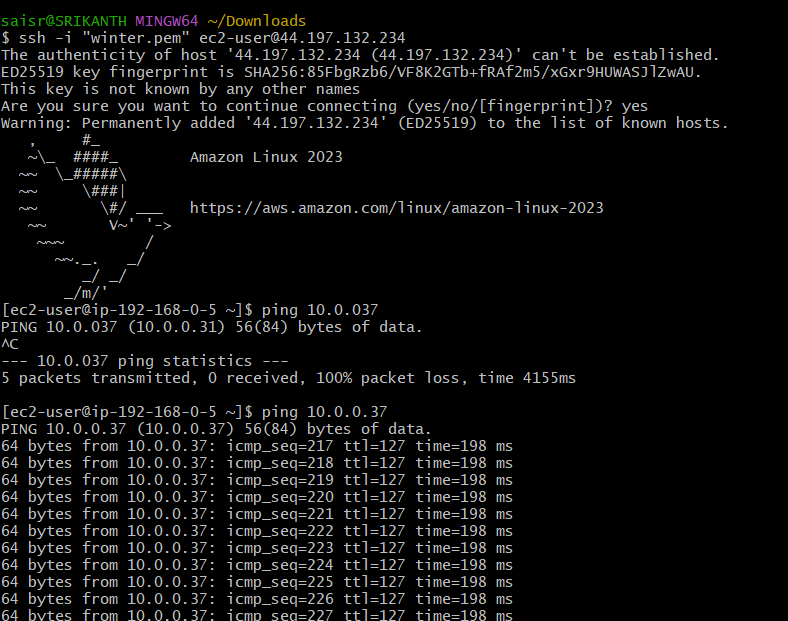 saisr@SRIKANTH MINGW64 ~/Downloads
$ ssh -i "winter.pem" ec2-user@44.197.132.234
The authenticity of host '44.197.132.234 (44.197.132.234)' can't be established.
ED25519 key fingerprint is SHA256:85FbgRzb6/VF8K2GTb+fRAf2m5/xGxr9HUWASJlZwAU.
This key is not known by any other names
Are you sure you want to continue connecting (yes/no/[fingerprint])? yes
Warning: Permanently added '44.197.132.234' (ED25519) to the list of known hosts.
   ,     #_
   ~\_  ####_        Amazon Linux 2023
  ~~  \_#####\
  ~~     \###|
  ~~       \#/ ___   https://aws.amazon.com/linux/amazon-linux-2023
   ~~       V~' '->
    ~~~         /
      ~~._.   _/
         _/ _/
       _/m/'
[ec2-user@ip-192-168-0-5 ~]$ ping 10.0.037
PING 10.0.037 (10.0.0.31) 56(84) bytes of data.
^C
--- 10.0.037 ping statistics ---
5 packets transmitted, 0 received, 100% packet loss, time 4155ms

[ec2-user@ip-192-168-0-5 ~]$ ping 10.0.0.37
PING 10.0.0.37 (10.0.0.37) 56(84) bytes of data.
64 bytes from 10.0.0.37: icmp_seq=217 ttl=127 time=198 ms
64 bytes from 10.0.0.37: icmp_seq=218 ttl=127 time=198 ms
64 bytes from 10.0.0.37: icmp_seq=219 ttl=127 time=198 ms
64 bytes from 10.0.0.37: icmp_seq=220 ttl=127 time=198 ms
64 bytes from 10.0.0.37: icmp_seq=221 ttl=127 time=198 ms
64 bytes from 10.0.0.37: icmp_seq=222 ttl=127 time=198 ms
64 bytes from 10.0.0.37: icmp_seq=223 ttl=127 time=198 ms
64 bytes from 10.0.0.37: icmp_seq=224 ttl=127 time=198 ms
64 bytes from 10.0.0.37: icmp_seq=225 ttl=127 time=198 ms
64 bytes from 10.0.0.37: icmp_seq=226 ttl=127 time=198 ms
64 bytes from 10.0.0.37: icmp_seq=227 ttl=127 time=198 ms